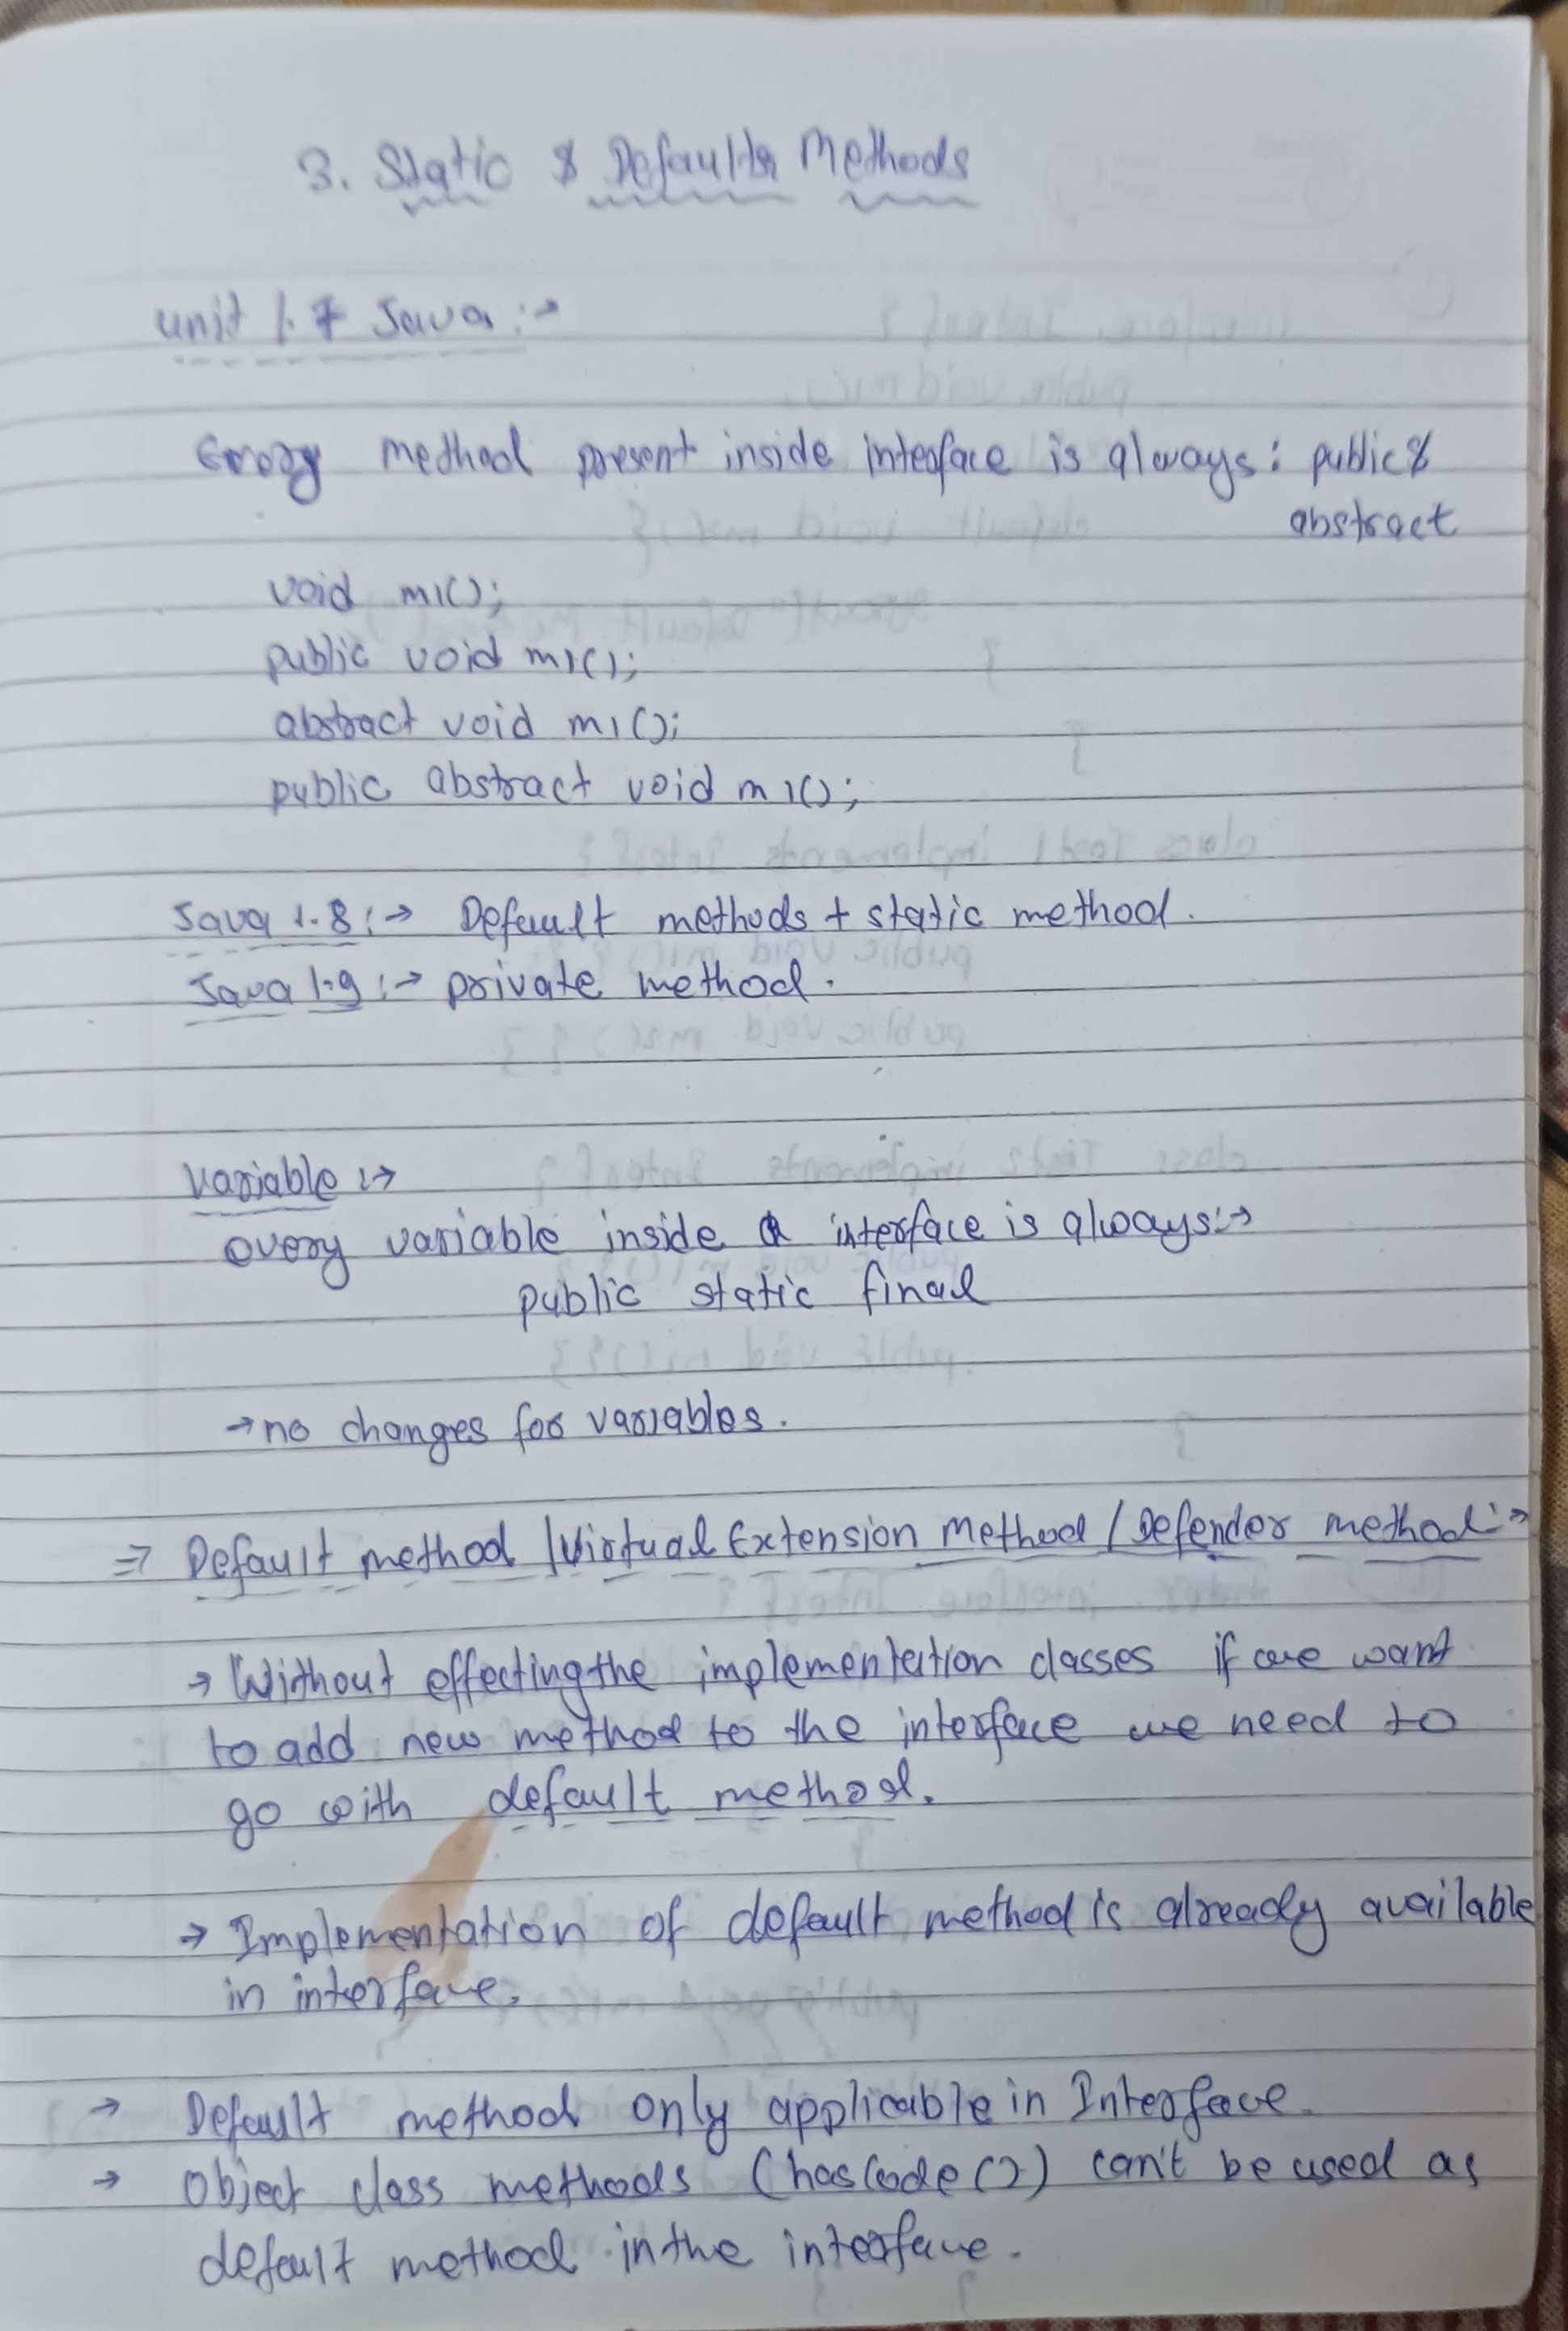 3. Static & Default Methods
unit 1.7 Java :→
Every method present inside interface is always : public &
abstract
void m1();
public void m1();
abstract void m1();
public abstract void m1();
Java 1.8 :→ Default methods + static method.
Java 1.9 :→ private method.
Variable :→
every variable inside a interface is always :→
public static final
→ no changes for variables.
⇒ Default method / Virtual Extension Method / Defender method :→
→ Without effecting the implementation classes if we want
to add new method to the interface we need to
go with default method.
→ Implementation of default method is already available
in interface.
→ Default method only applicable in Interface.
→ Object class methods (hasCode()) can't be used as
default method in the interface.